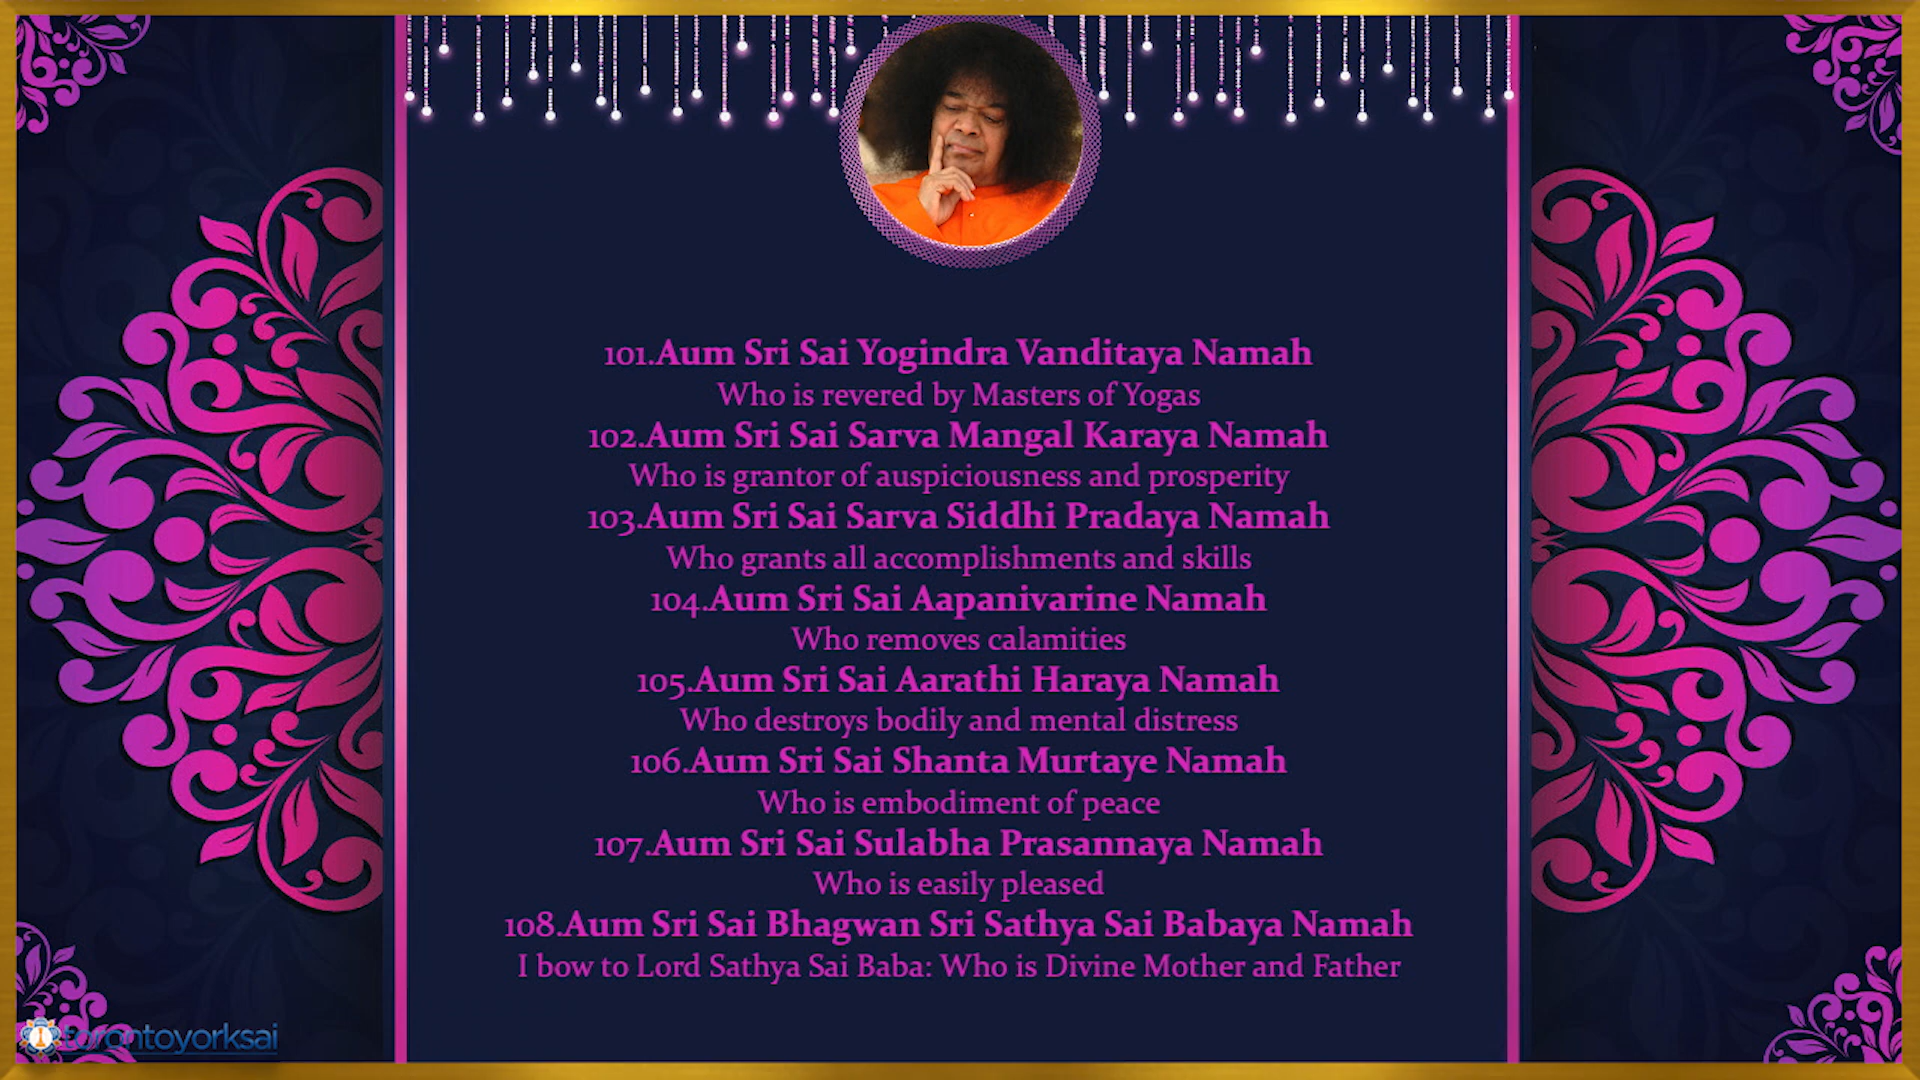 101.Aum Sri Sai Yogindra Vanditaya Namah
Who is revered by Masters of Yogas
102.Aum Sri Sai Sarva Mangal Karaya Namah
Who is grantor of auspiciousness and prosperity
103.Aum Sri Sai Sarva Siddhi Pradaya Namah
Who grants all accomplishments and skills
104.Aum Sri Sai Aapanivarine Namah
Who removes calamities
105.Aum Sri Sai Aarathi Haraya Namah
Who destroys bodily and mental distress
106.Aum Sri Sai Shanta Murtaye Namah
Who is embodiment of peace
107.Aum Sri Sai Sulabha Prasannaya Namah
Who is easily pleased
108.Aum Sri Sai Bhagwan Sri Sathya Sai Babaya Namah
I bow to Lord Sathya Sai Baba: Who is Divine Mother and Father
torontoyorksai